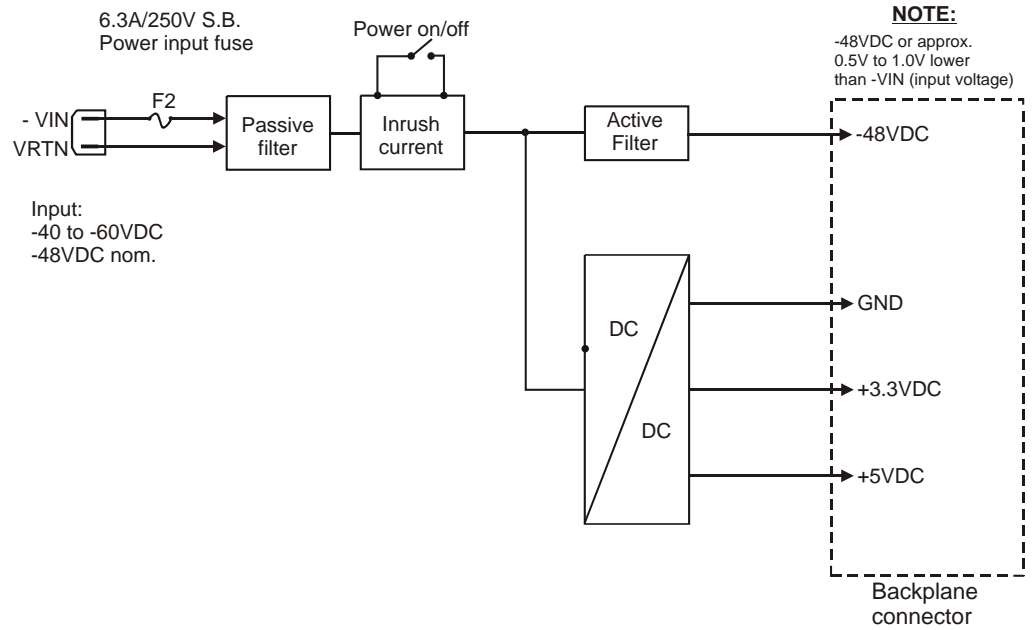 6.3A/250V S.B.
Power input fuse
Power on/off
NOTE:
-48VDC or approx.
0.5V to 1.0V lower
than -VIN (input voltage)
F2
- VIN
VRTN
Passive
filter
Inrush
current
Active
Filter
-48VDC
Input:
-40 to -60VDC
-48VDC nom.
GND
DC
+3.3VDC
DC
+5VDC
Backplane
connector